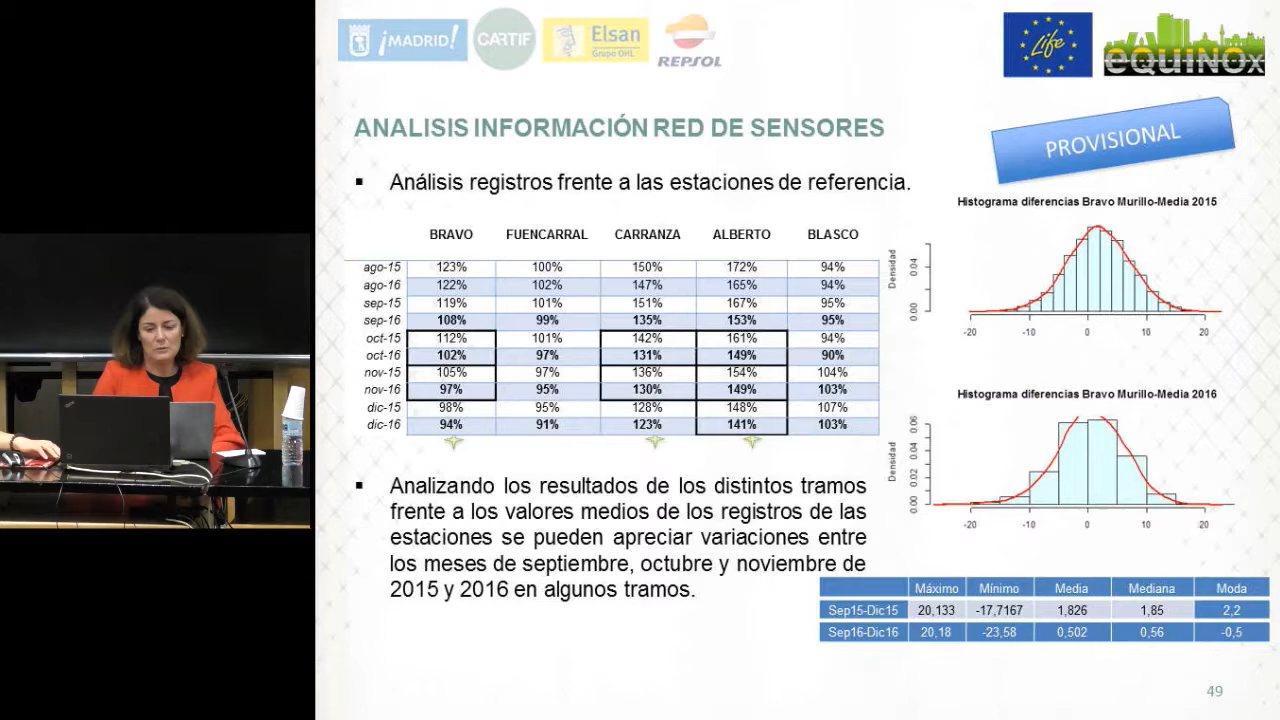 ¡MADRID!
CARTIF
Elsan
Grupo OHL
REPSOL
Life
eQUINOx
ANALISIS INFORMACIÓN RED DE SENSORES
PROVISIONAL
▪ Análisis registros frente a las estaciones de referencia.
BRAVO FUENCARRAL CARRANZA ALBERTO BLASCO
ago-15 123% 100% 150% 172% 94%
ago-16 122% 102% 147% 165% 94%
sep-15 119% 101% 151% 167% 95%
sep-16 108% 99% 135% 153% 95%
oct-15 112% 101% 142% 161% 94%
oct-16 102% 97% 131% 149% 90%
nov-15 105% 97% 136% 154% 104%
nov-16 97% 95% 130% 149% 103%
dic-15 98% 95% 128% 148% 107%
dic-16 94% 91% 123% 141% 103%
Histograma diferencias Bravo Murillo-Media 2015
Densidad
0.04
0.00
-20 -10 0 10 20
Histograma diferencias Bravo Murillo-Media 2016
Densidad
0.06
0.04
0.02
0.00
-20 -10 0 10 20
▪ Analizando los resultados de los distintos tramos
frente a los valores medios de los registros de las
estaciones se pueden apreciar variaciones entre
los meses de septiembre, octubre y noviembre de
2015 y 2016 en algunos tramos.
Máximo Mínimo Media Mediana Moda
Sep15-Dic15 20,133 -17,7167 1,826 1,85 2,2
Sep16-Dic16 20,18 -23,58 0,502 0,56 -0,5
49